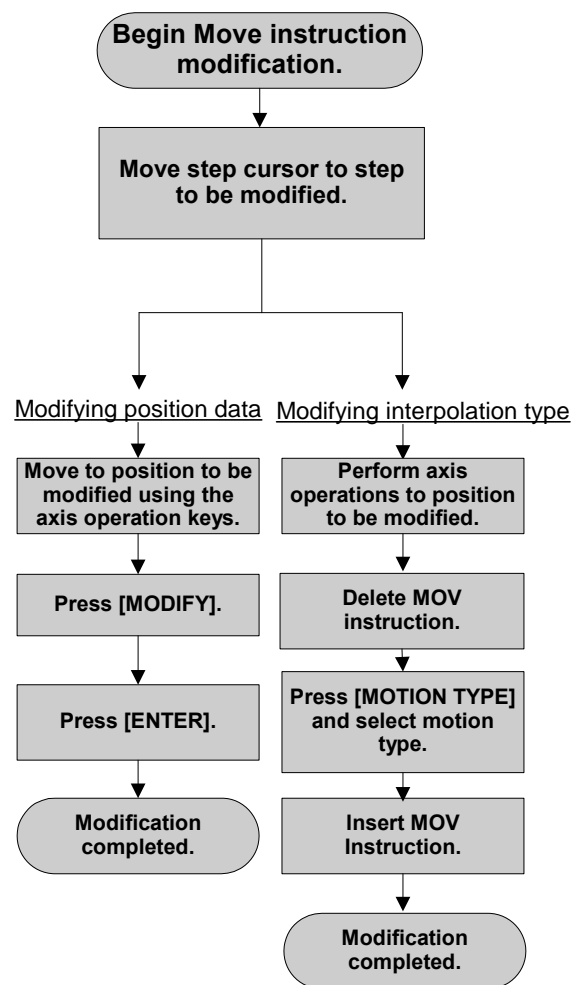 Begin Move instruction
modification.
Move step cursor to step
to be modified.
Modifying position data
Move to position to be
modified using the
axis operation keys.
Press [MODIFY].
Press [ENTER].
Modification
completed.
Modifying interpolation type
Perform axis
operations to position
to be modified.
Delete MOV
instruction.
Press [MOTION TYPE]
and select motion
type.
Insert MOV
Instruction.
Modification
completed.